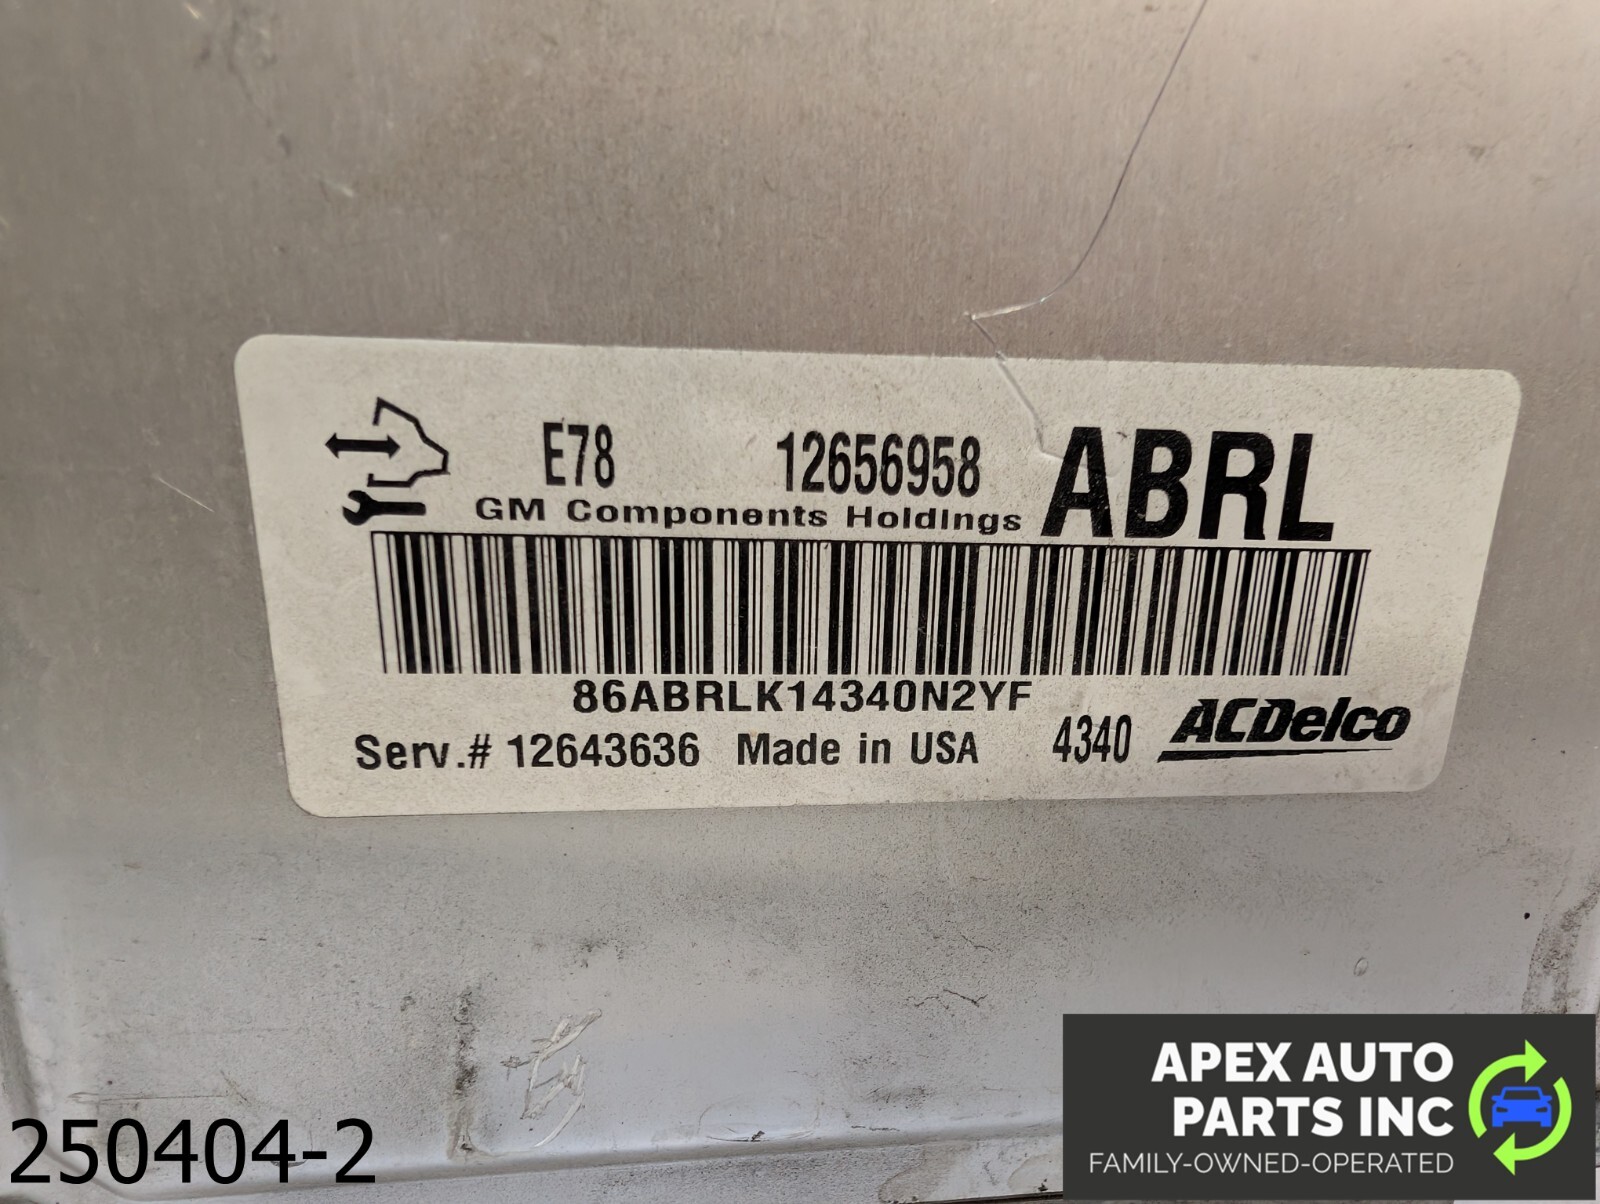 E78 12656958 ABRL
GM Components Holdings
86ABRLK14340N2YF
Serv.# 12643636 Made in USA 4340 ACDelco
250404-2
APEX AUTO
PARTS INC
FAMILY-OWNED-OPERATED